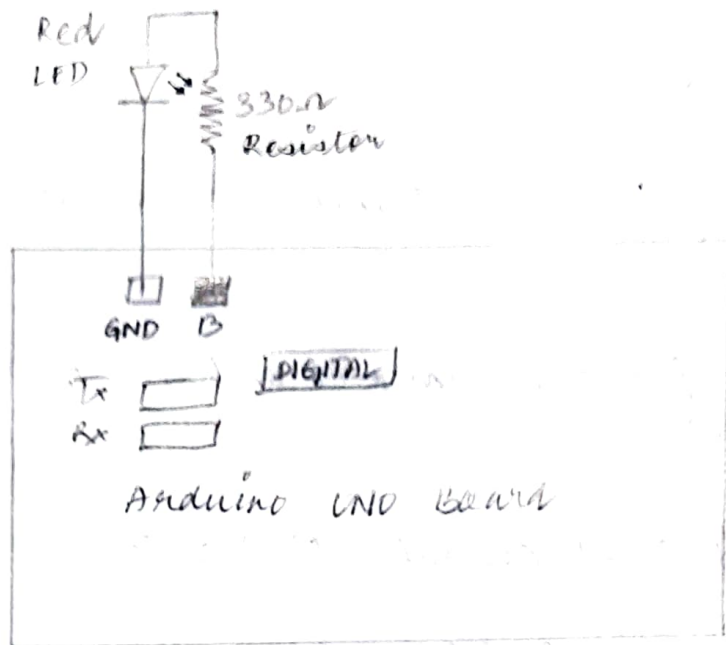 Red
LED
330Ω
Resistor
GND 13
DIGITAL
Tx
Rx
Arduino UNO Board